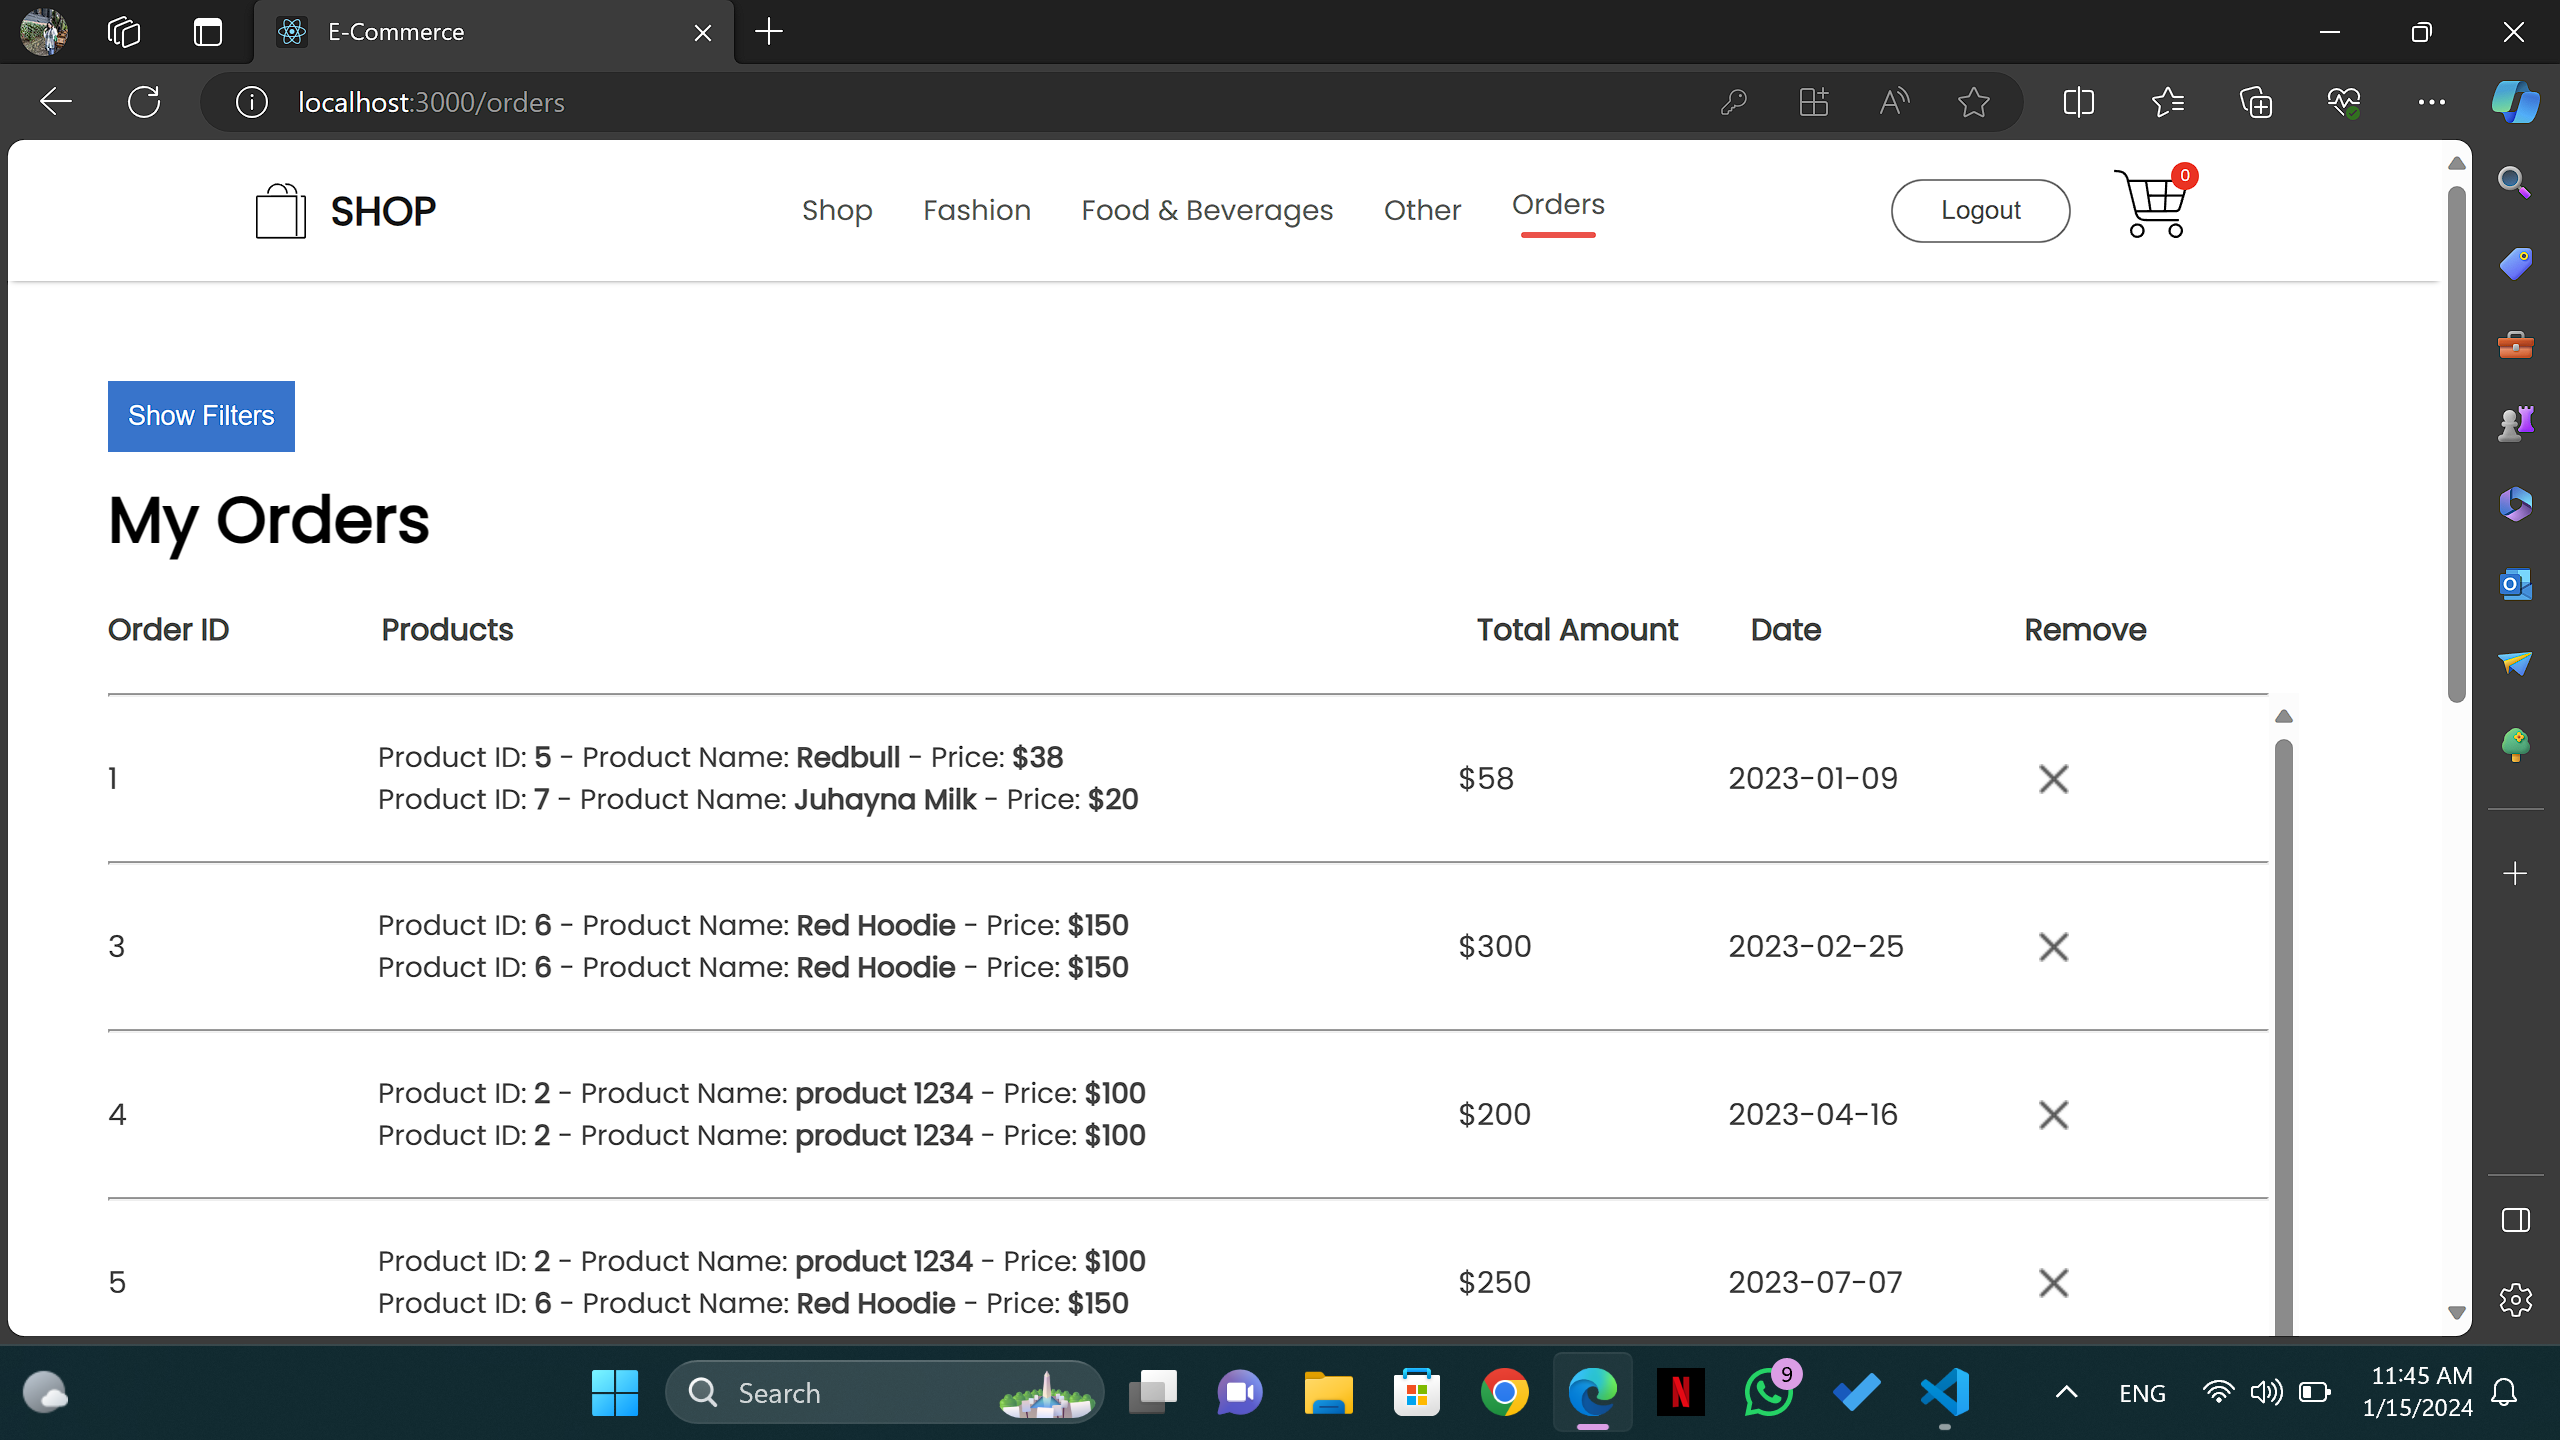 E-Commerce
localhost:3000/orders
SHOP
Shop Fashion Food & Beverages Other Orders
Logout
0
Show Filters
My Orders
Order ID Products Total Amount Date Remove
1
Product ID: 5 - Product Name: Redbull - Price: $38
Product ID: 7 - Product Name: Juhayna Milk - Price: $20
$58 2023-01-09
3
Product ID: 6 - Product Name: Red Hoodie - Price: $150
Product ID: 6 - Product Name: Red Hoodie - Price: $150
$300 2023-02-25
4
Product ID: 2 - Product Name: product 1234 - Price: $100
Product ID: 2 - Product Name: product 1234 - Price: $100
$200 2023-04-16
5
Product ID: 2 - Product Name: product 1234 - Price: $100
Product ID: 6 - Product Name: Red Hoodie - Price: $150
$250 2023-07-07
Search
9
ENG
11:45 AM
1/15/2024